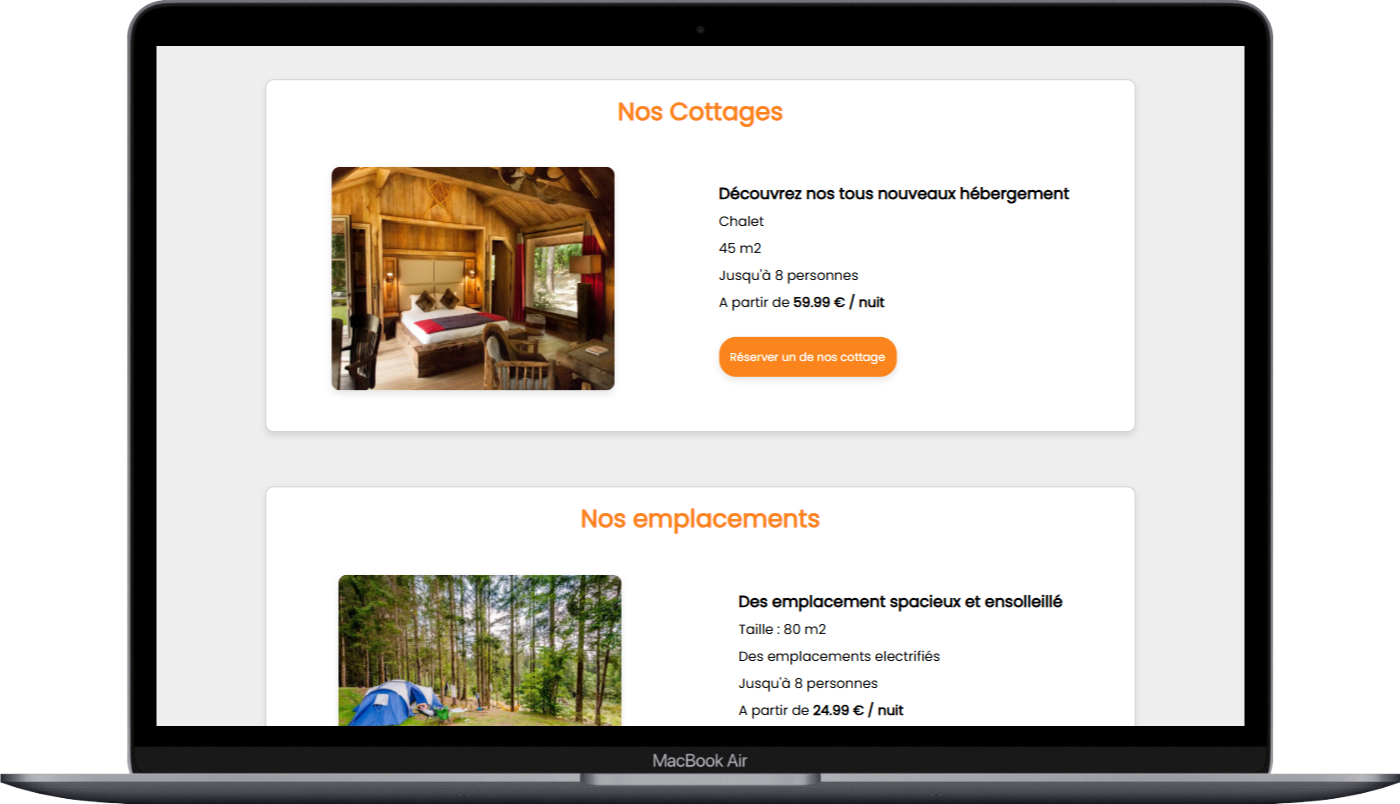 Nos Cottages
Découvrez nos tous nouveaux hébergement
Chalet
45 m2
Jusqu'à 8 personnes
A partir de 59.99 € / nuit
Réserver un de nos cottage
Nos emplacements
Des emplacement spacieux et ensolleillé
Taille : 80 m2
Des emplacements electrifiés
Jusqu'à 8 personnes
A partir de 24.99 € / nuit
MacBook Air